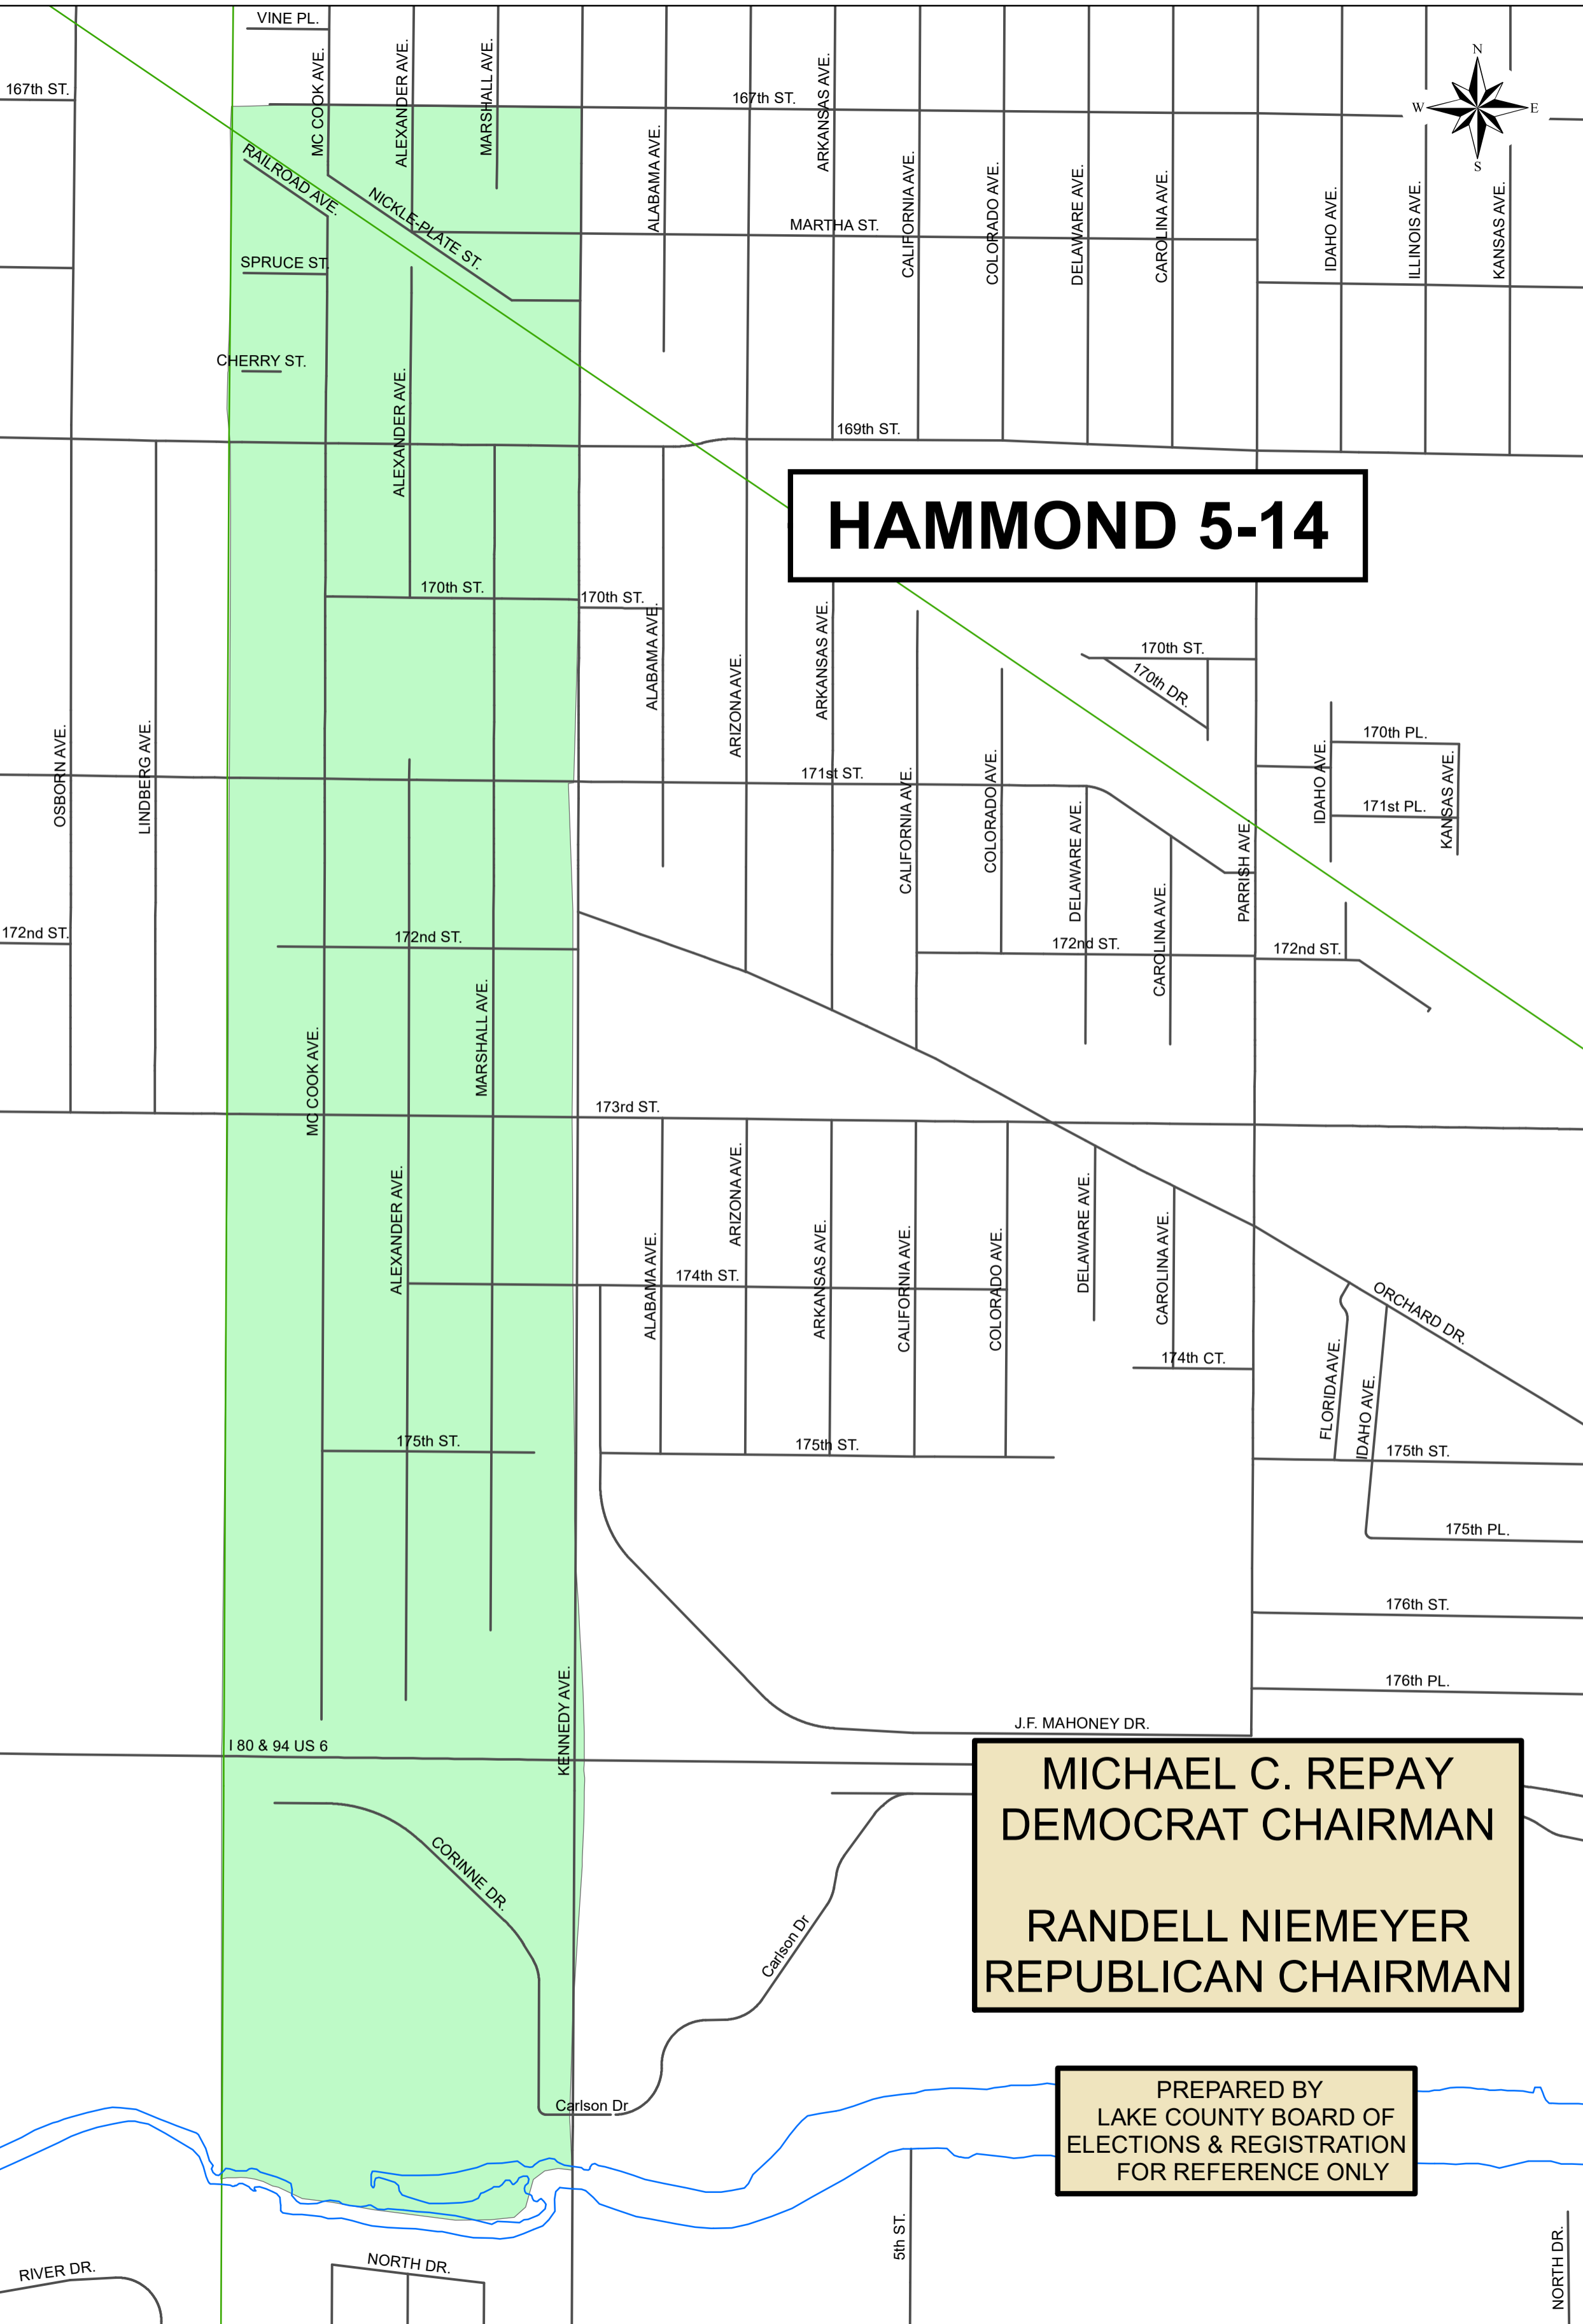 VINE PL.
MC COOK AVE.
ALEXANDER AVE.
MARSHALL AVE.
ARKANSAS AVE.
N
W
E
S
167th ST.
167th ST.
ALABAMA AVE.
CALIFORNIA AVE.
COLORADO AVE.
DELAWARE AVE.
CAROLINA AVE.
IDAHO AVE.
ILLINOIS AVE.
KANSAS AVE.
RAILROAD AVE.
NICKLE-PLATE ST.
MARTHA ST.
SPRUCE ST.
CHERRY ST.
ALEXANDER AVE.
169th ST.
HAMMOND 5-14
170th ST.
170th ST.
ALABAMA AVE.
ARIZONA AVE.
ARKANSAS AVE.
170th ST.
170th DR.
OSBORN AVE.
LINDBERG AVE.
170th PL.
IDAHO AVE.
KANSAS AVE.
171st ST.
171st PL.
CALIFORNIA AVE.
COLORADO AVE.
DELAWARE AVE.
CAROLINA AVE.
PARRISH AVE.
172nd ST.
172nd ST.
172nd ST.
172nd ST.
MC COOK AVE.
MARSHALL AVE.
173rd ST.
ALEXANDER AVE.
ALABAMA AVE.
ARIZONA AVE.
ARKANSAS AVE.
CALIFORNIA AVE.
COLORADO AVE.
DELAWARE AVE.
CAROLINA AVE.
174th ST.
174th CT.
ORCHARD DR.
FLORIDA AVE.
IDAHO AVE.
175th ST.
175th ST.
175th ST.
175th PL.
176th ST.
176th PL.
KENNEDY AVE.
J.F. MAHONEY DR.
I 80 & 94 US 6
MICHAEL C. REPAY
DEMOCRAT CHAIRMAN
RANDELL NIEMEYER
REPUBLICAN CHAIRMAN
CORINNE DR.
Carlson Dr
Carlson Dr
PREPARED BY
LAKE COUNTY BOARD OF
ELECTIONS & REGISTRATION
FOR REFERENCE ONLY
5th ST.
NORTH DR.
RIVER DR.
NORTH DR.